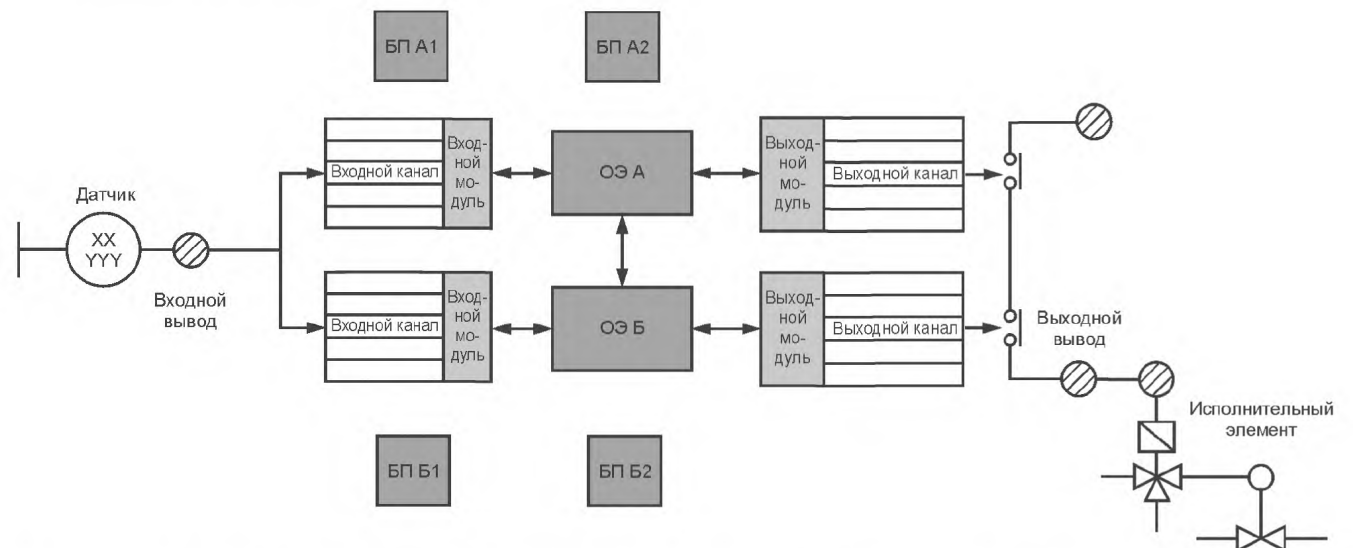 БП А1
БП А2
Датчик
XX
YYY
Входной
вывод
Входной канал
Вход-
ной
мо-
дуль
ОЭ А
Выход-
ной
мо-
дуль
Выходной канал
Входной канал
Вход-
ной
мо-
дуль
ОЭ Б
Выход-
ной
мо-
дуль
Выходной канал
Выходной
вывод
Исполнительный
элемент
БП Б1
БП Б2